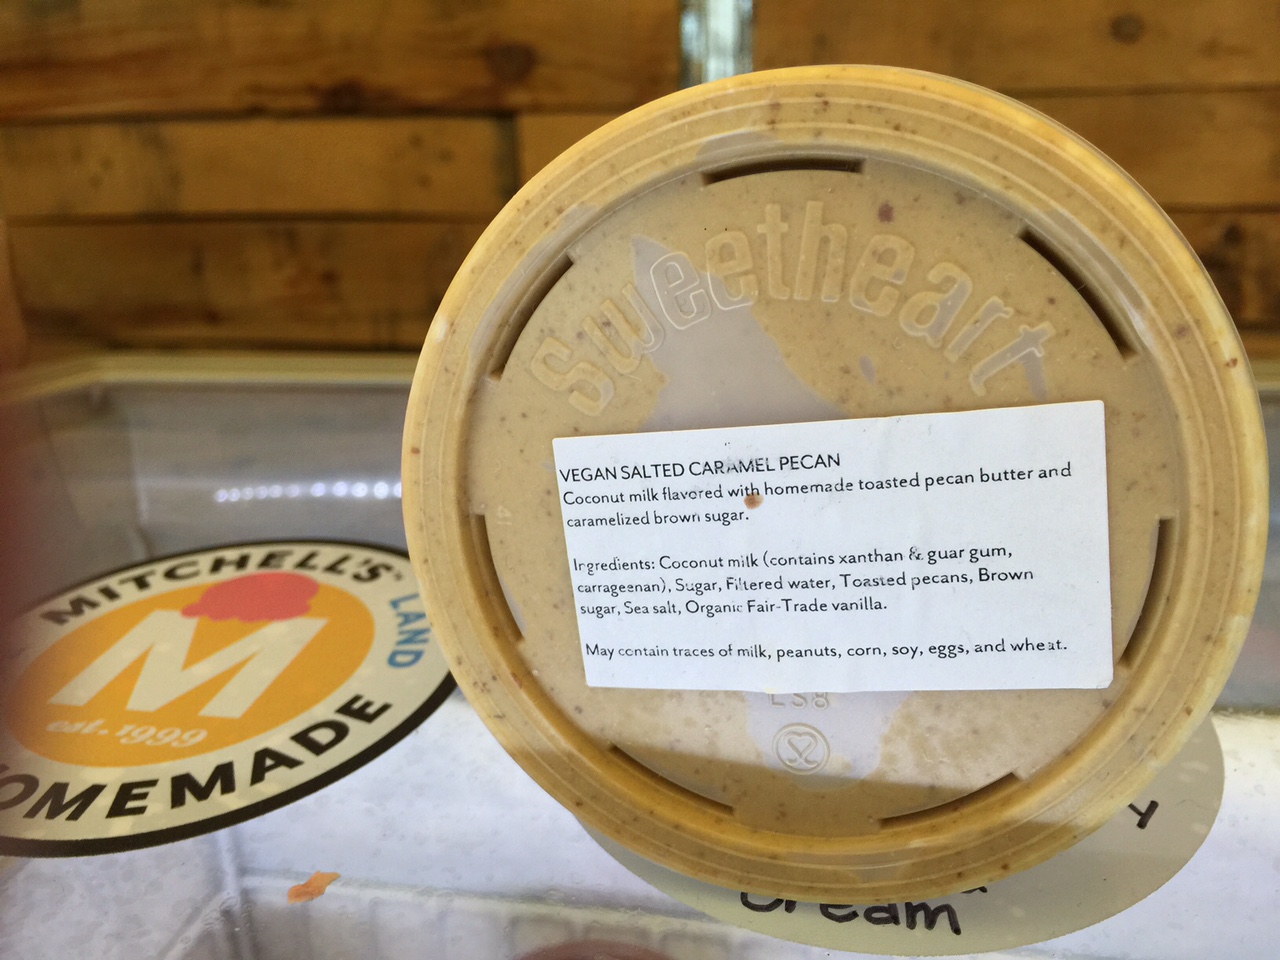 Sweetheart
VEGAN SALTED CARAMEL PECAN
Coconut milk flavored with homemade toasted pecan butter and
caramelized brown sugar.
Ingredients: Coconut milk (contains xanthan & guar gum,
carrageenan), Sugar, Filtered water, Toasted pecans, Brown
sugar, Sea salt, Organic Fair-Trade vanilla.
May contain traces of milk, peanuts, corn, soy, eggs, and wheat.
LS8
MITCHELL'S
LAND
M
est. 1999
OMEMADE
Cream